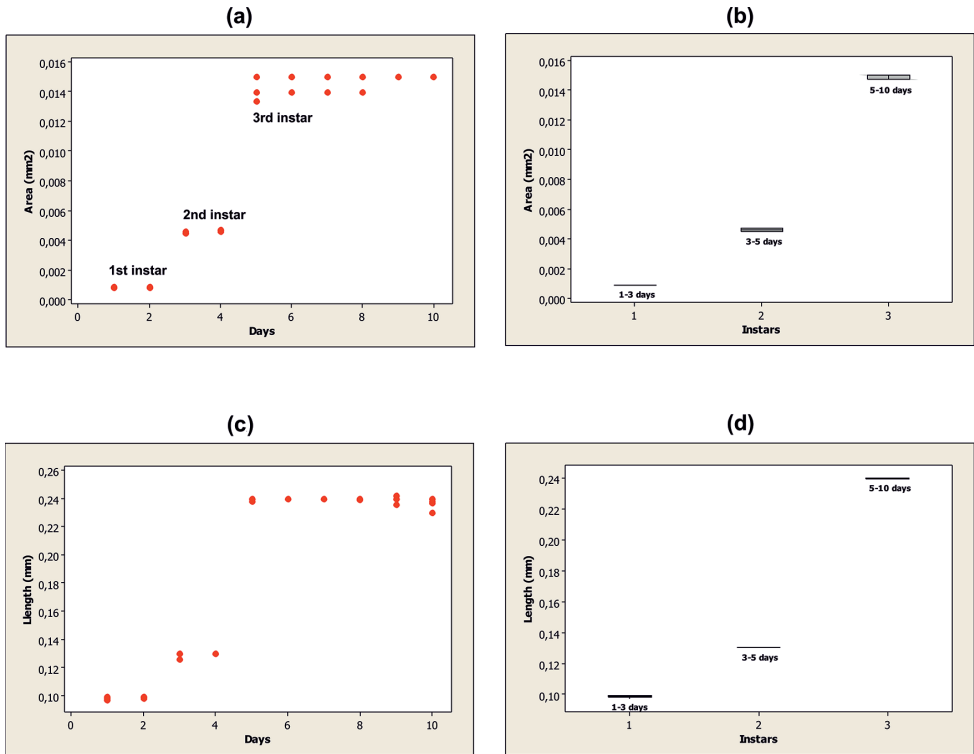 (a)
Area (mm2)
0,016
0,014
0,012
0,010
0,008
0,006
0,004
0,002
0,000
3rd instar
2nd instar
1st instar
0 2 4 6 8 10
Days
(b)
Area (mm2)
0,016
0,014
0,012
0,010
0,008
0,006
0,004
0,002
0,000
5-10 days
3-5 days
1-3 days
1 2 3
Instars
(c)
Llength (mm)
0,26
0,24
0,22
0,20
0,16
0,14
0,13
0,12
0,10
0 2 4 6 8 10
Days
(d)
Length (mm)
0,24
0,20
0,18
0,16
0,14
0,13
0,12
0,10
5-10 days
3-5 days
1-3 days
1 2 3
Instars